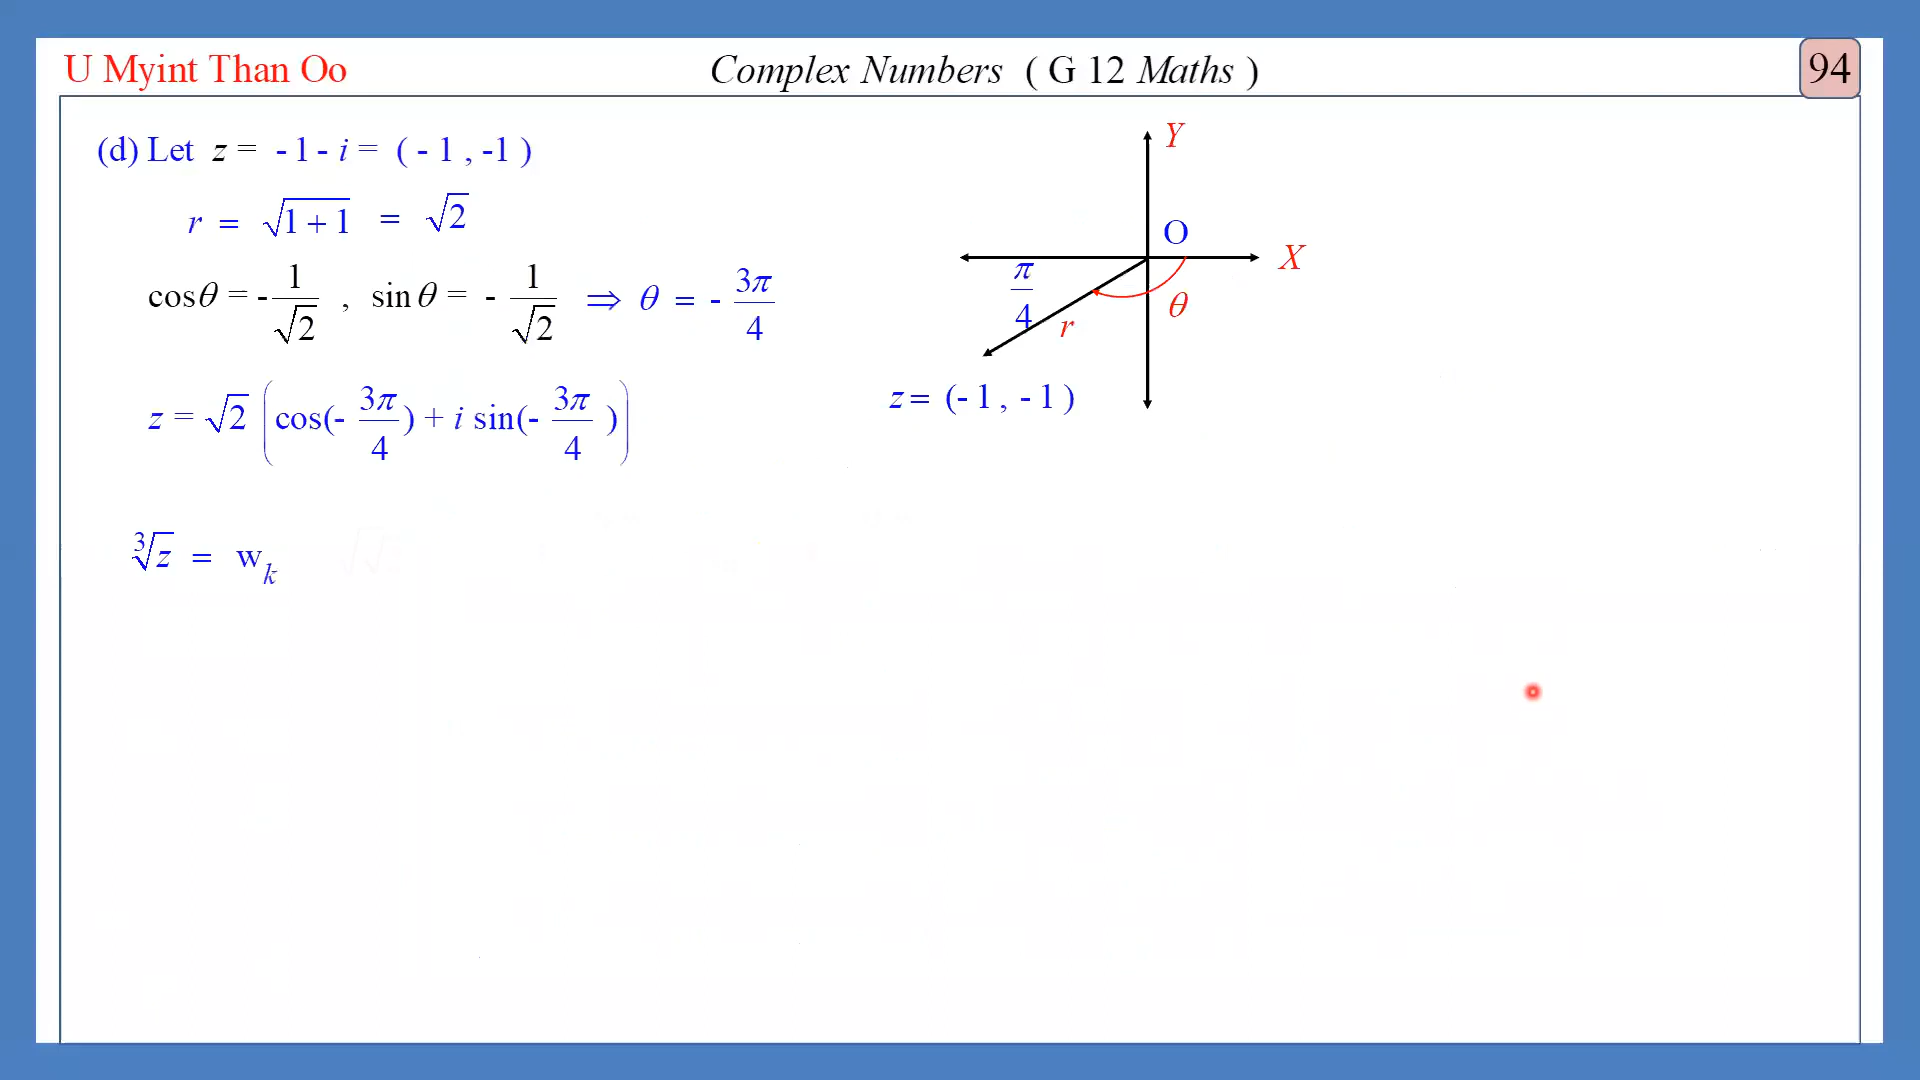 U Myint Than Oo
Complex Numbers ( G 12 Maths )
94
(d) Let z = - 1 - i = ( - 1 , -1 )
r = √(1 + 1) = √2
cosθ = - 1/√2 , sin θ = - 1/√2 ⇒ θ = - 3π/4
z = √2 ( cos(- 3π/4 ) + i sin(- 3π/4 ) )
∛z = w_k
Y
O
X
π/4
r
θ
z = (- 1 , - 1 )